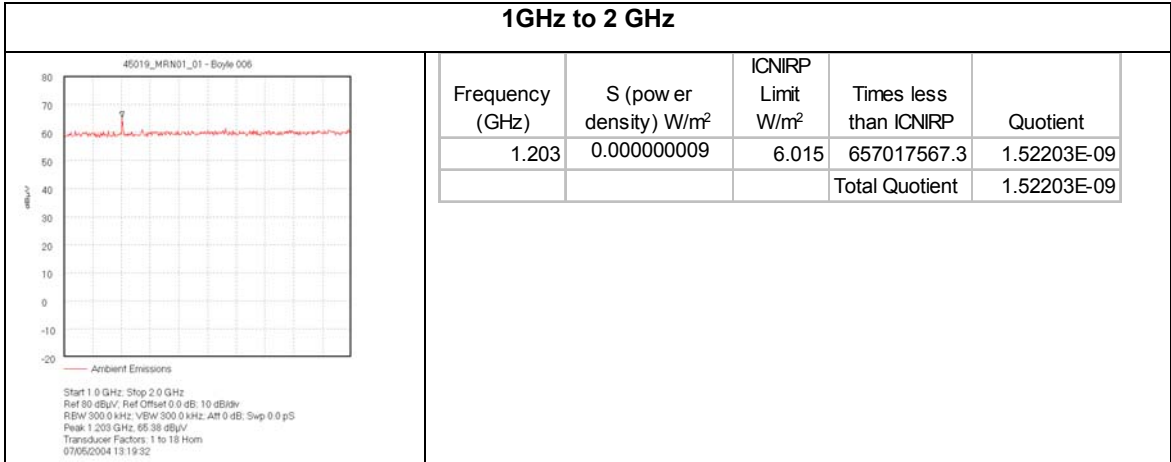 1GHz to 2 GHz
45019_MRN01_01 - Boyle 006
80
70
60
50
40
30
20
10
0
-10
-20
dBµV
Ambient Emissions
Start 1.0 GHz; Stop 2.0 GHz
Ref 80 dBµV; Ref Offset 0.0 dB; 10 dB/div
RBW 300.0 kHz; VBW 300.0 kHz; Att 0 dB; Swp 0.0 pS
Peak 1.203 GHz, 65.38 dBµV
Transducer Factors: 1 to 18 Horn
07/05/2004 13:19:32
Frequency (GHz) S (pow er density) W/m² ICNIRP Limit W/m² Times less than ICNIRP Quotient
1.203 0.000000009 6.015 657017567.3 1.52203E-09
Total Quotient 1.52203E-09